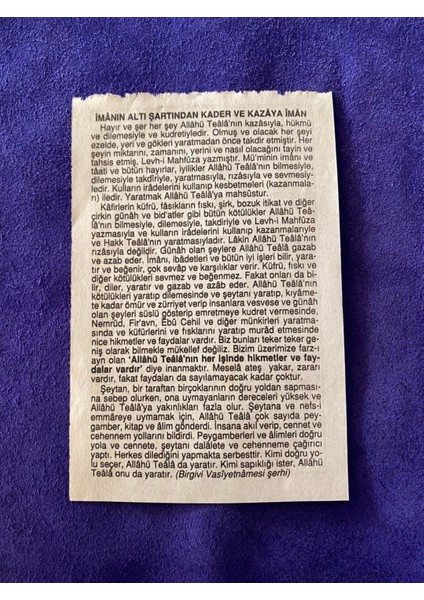 İMÂNIN ALTI ŞARTINDAN KADER VE KAZÂYA İMÂN
Hayır ve şer her şey Allâhü Teâlâ'nın kazâsıyla, hükmü
ve dilemesiyle ve kudretiyledir. Olmuş ve olacak her şeyi
ezelde, yeri ve gökleri yaratmadan önce takdir etmiştir. Her
şeyin miktarını, zamanını, yerini ve nasıl olacağını tayin ve
tahsis etmiş, Levh-i Mahfûza yazmıştır. Mü'minin imânı ve
tâati ve bütün hayırlar, iyilikler Allâhü Teâlâ'nın bilmesiyle,
dilemesiyle takdiriyle, yaratmasıyla, rızâsıyla ve sevmesiy-
ledir. Kulların irâdelerini kullanıp kesbetmeleri (kazanmala-
rı) iledir. Yaratmak Allâhü Teâlâ'ya mahsûstur.
Kâfirlerin küfrü, fâsıkların fıskı, şirk, bozuk itikat ve diğer
çirkin günâh ve bid'atler gibi bütün kötülükler Allâhü Teâ-
lâ'nın bilmesiyle, dilemesiyle, takdiriyle ve Levh-i Mahfûza
yazmasıyla ve kulların irâdelerini kullanıp kazanmalarıyle
ve Hakk Teâlâ'nın yaratmasıyladır. Lâkin Allâhü Teâlâ'nın
rızâsıyla değildir. Günâh olan şeylere Allâhü Teâlâ gazab
ve azab eder. İmânı, ibâdetleri ve bütün iyi işleri bilir, yara-
tır ve beğenir, çok sevâp ve karşılıklar verir. Küfrü, fıskı ve
diğer kötülükleri sevmez ve beğenmez. Fakat onları da bi-
lir, diler, yaratır ve gazab ve azâb eder. Allâhü Teâlâ'nın
kötülükleri yaratıp dilemesinde ve şeytanı yaratıp, kıyâme-
te kadar ömür ve zürriyet verip insanlara vesvese ve günâh
olan şeyleri süslü gösterip emretmeye kudret vermesinde,
Nemrûd, Fir'avn, Ebû Cehil ve diğer münkirleri yaratma-
sında ve küfürlerini ve fısklarını yaratıp murâd etmesinde
nice hikmetler vardır. Biz bunları teker teker ge-
niş olarak bilmekle mükellef değiliz. Bizim üzerimize farz-ı
ayn olan 'Allâhü Teâlâ'nın her işinde hikmetler ve fay-
dalar vardır' diye inanmaktır. Meselâ ateş yakar, zararı
vardır, fakat faydaları da sayılamayacak kadar çoktur.
Şeytan, bir taraftan birçoklarının doğru yoldan sapması-
na sebep olurken, ona uymayanların dereceleri yüksek ve
Allâhü Teâlâ'ya yakınlıkları fazla olur. Şeytana ve nefs-i
emmâreye uymamak için, Allâhü Teâlâ çok sayıda pey-
gamber, kitap ve âlim gönderdi. İnsana akıl verip, cennet ve
cehennem yollarını bildirdi. Peygamberleri ve âlimleri doğru
yola ve cennete, şeytanı dalâlete ve cehenneme çağırıcı
yaptı. Herkes dilediğini yapmakta serbesttir. Kimi doğru yo-
lu seçer, Allâhü Teâlâ da yaratır. Kimi sapıklığı ister, Allâhü
Teâlâ onu da yaratır. (Birgivi Vasîyetnâmesi şerhi)